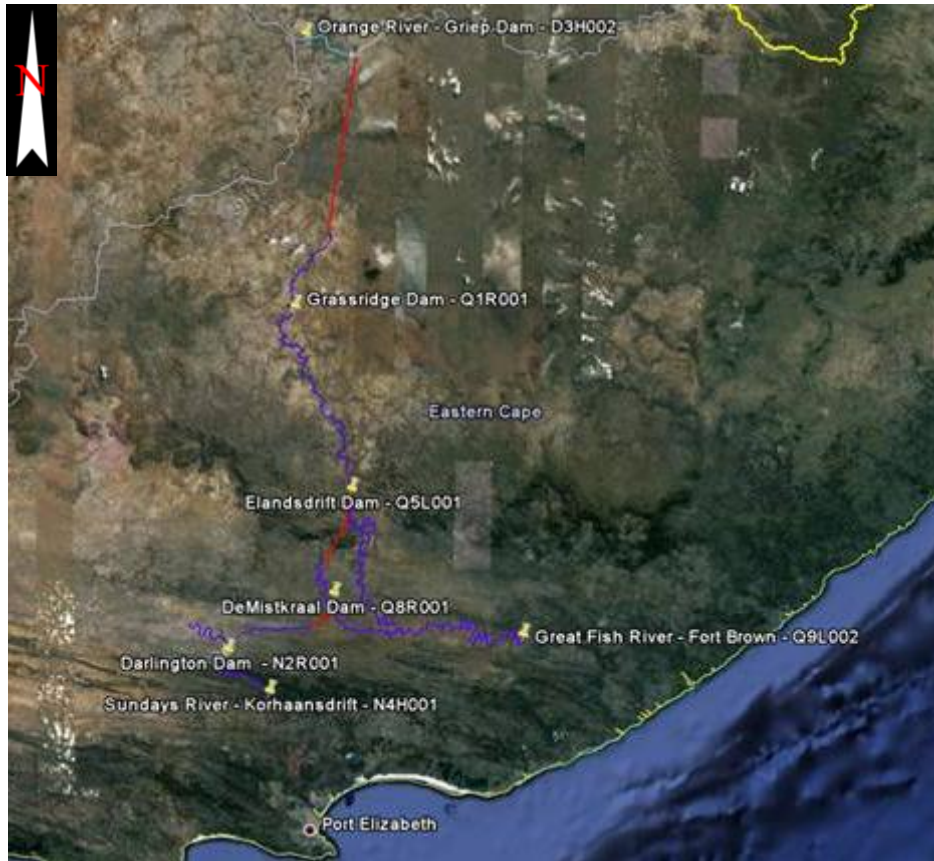 Orange River - Griep Dam - D3H002
N
Grassridge Dam - Q1R001
Eastern Cape
Elandsdrift Dam - Q5L001
DeMistkraal Dam - Q8R001
Great Fish River - Fort Brown - Q9L002
Darlington Dam - N2R001
Sundays River - Korhaansdrift - N4H001
Port Elizabeth